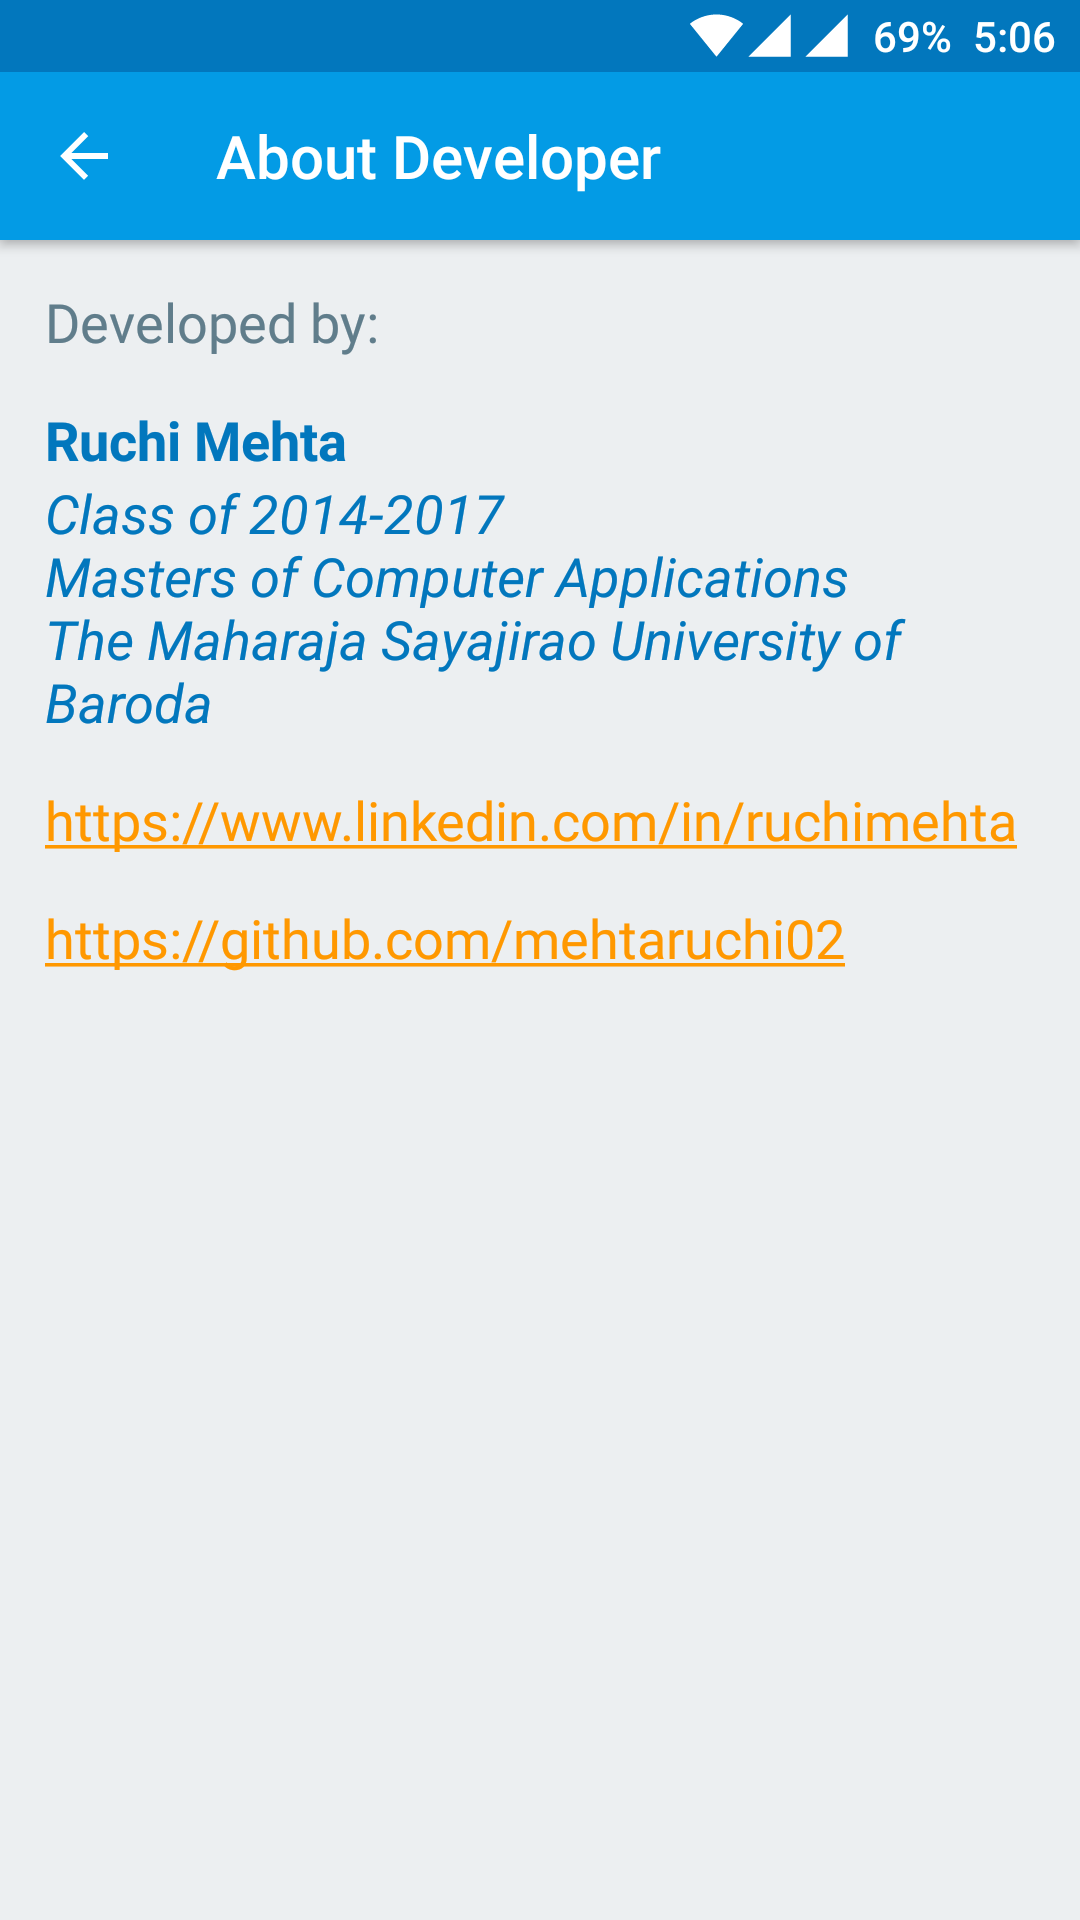 69% 5:06
About Developer
Developed by:
Ruchi Mehta
Class of 2014-2017
Masters of Computer Applications
The Maharaja Sayajirao University of
Baroda
https://www.linkedin.com/in/ruchimehta
https://github.com/mehtaruchi02